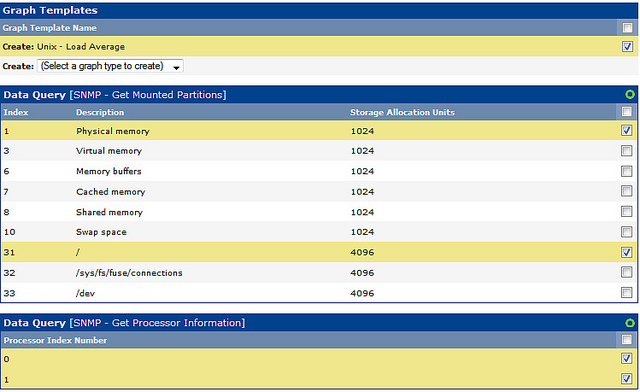 Graph Templates
Graph Template Name
Create: Unix - Load Average
Create: (Select a graph type to create)
Data Query [SNMP - Get Mounted Partitions]
Index Description Storage Allocation Units
1 Physical memory 1024
3 Virtual memory 1024
6 Memory buffers 1024
7 Cached memory 1024
8 Shared memory 1024
10 Swap space 1024
31 / 4096
32 /sys/fs/fuse/connections 4096
33 /dev 4096
Data Query [SNMP - Get Processor Information]
Processor Index Number
0
1